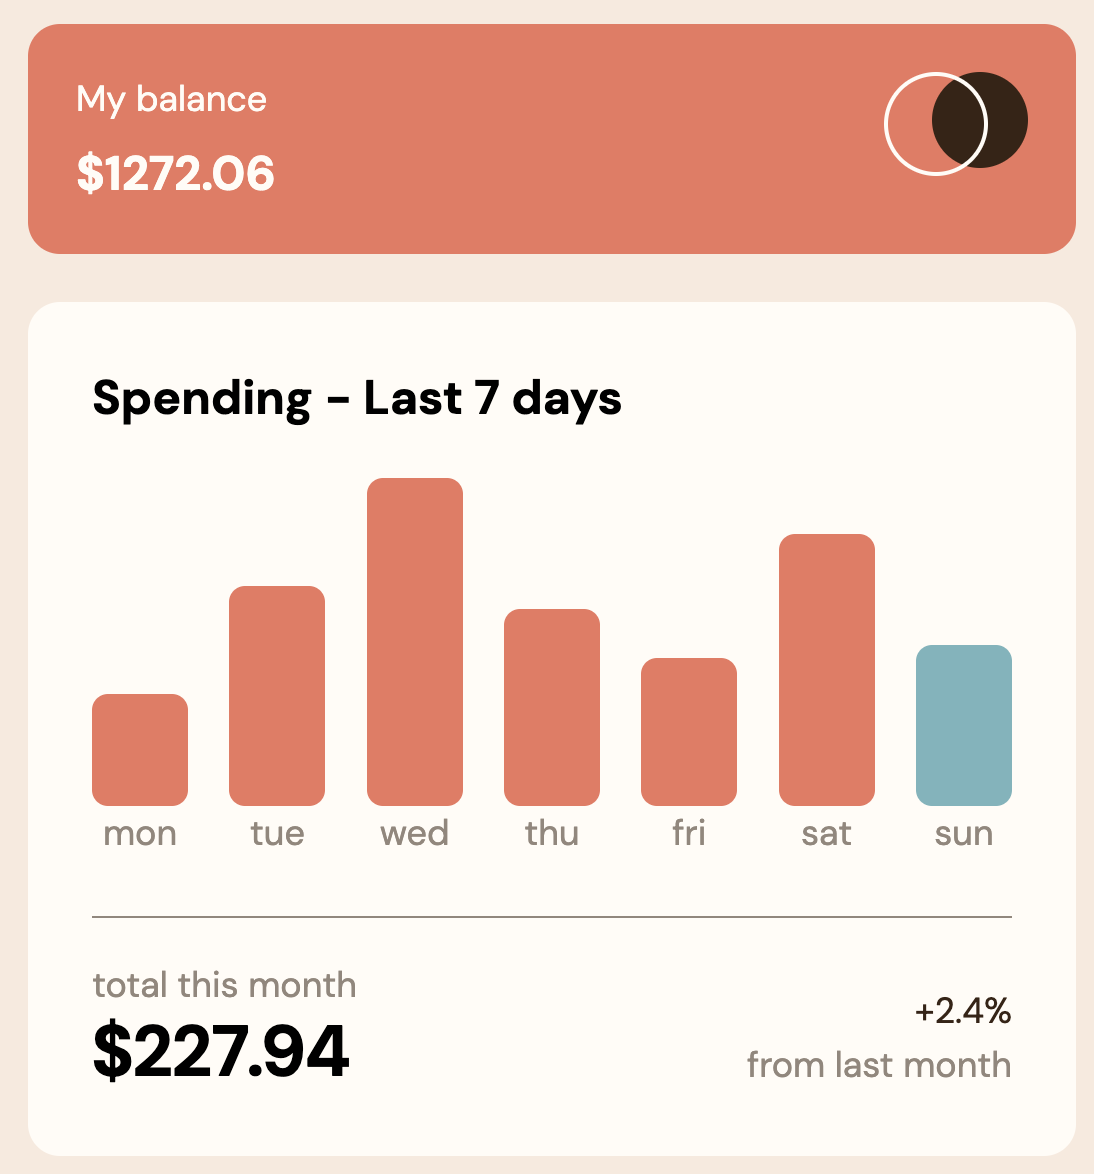 My balance
$1272.06
Spending - Last 7 days
mon tue wed thu fri sat sun
total this month
$227.94
+2.4%
from last month